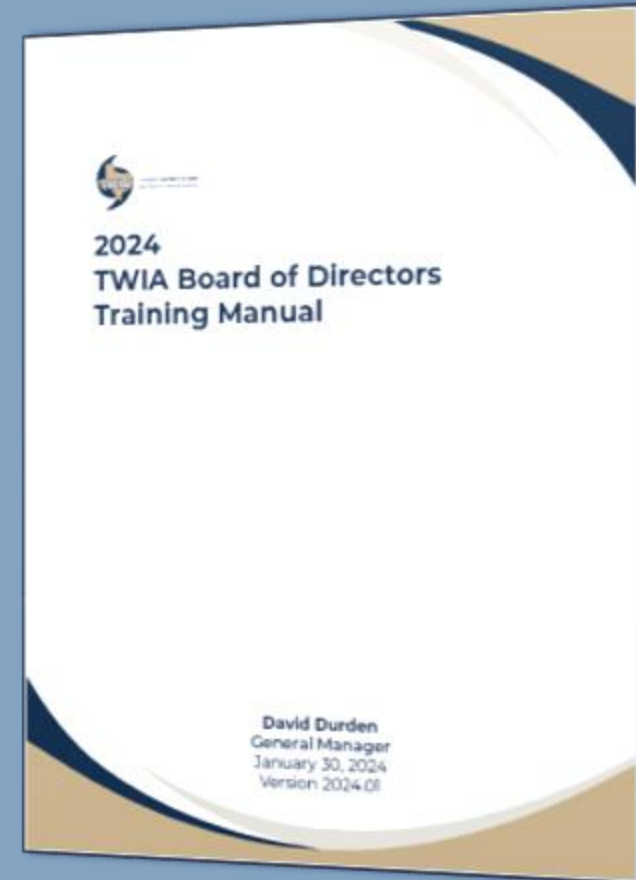 2024
TWIA Board of Directors
Training Manual
David Durden
General Manager
January 30, 2024
Version 2024.01